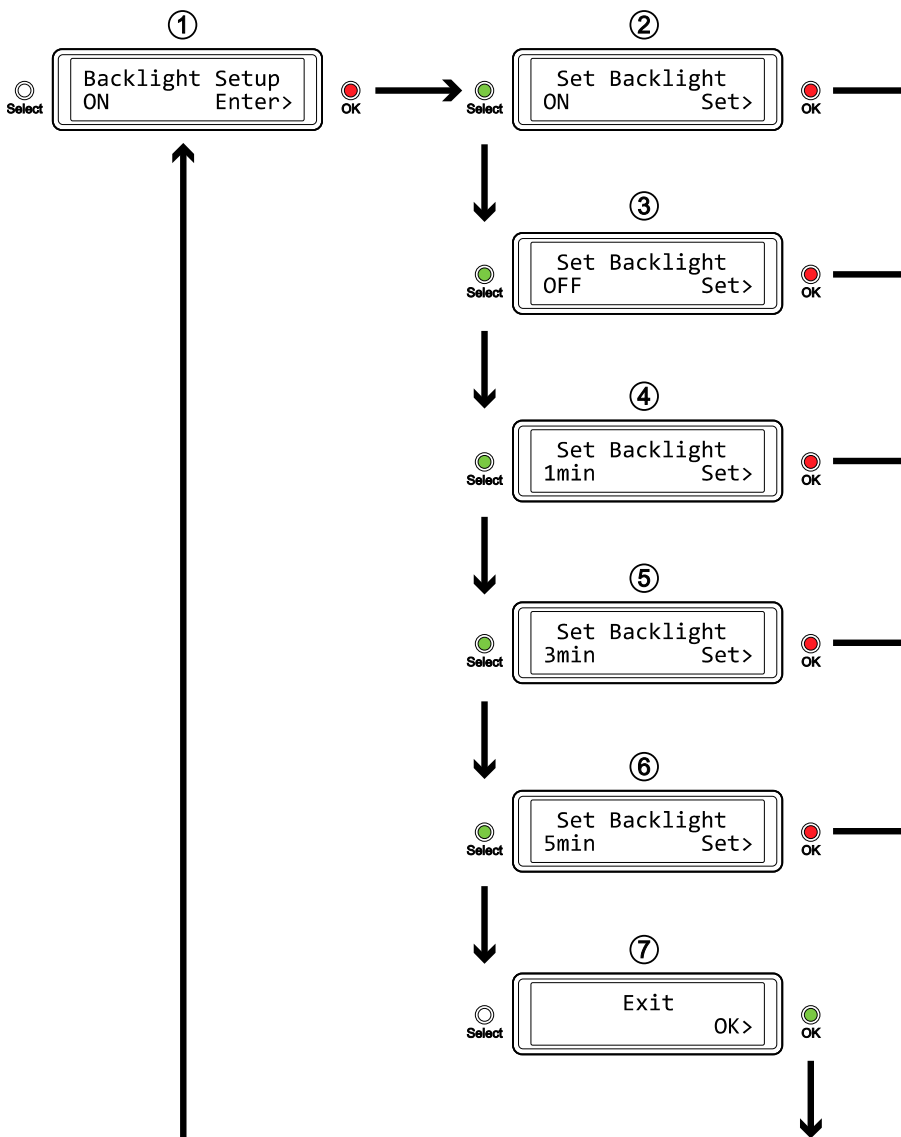 ①
Backlight Setup
ON Enter>
Select
OK
②
Set Backlight
ON Set>
Select
OK
③
Set Backlight
OFF Set>
Select
OK
④
Set Backlight
1min Set>
Select
OK
⑤
Set Backlight
3min Set>
Select
OK
⑥
Set Backlight
5min Set>
Select
OK
⑦
Exit
OK>
Select
OK